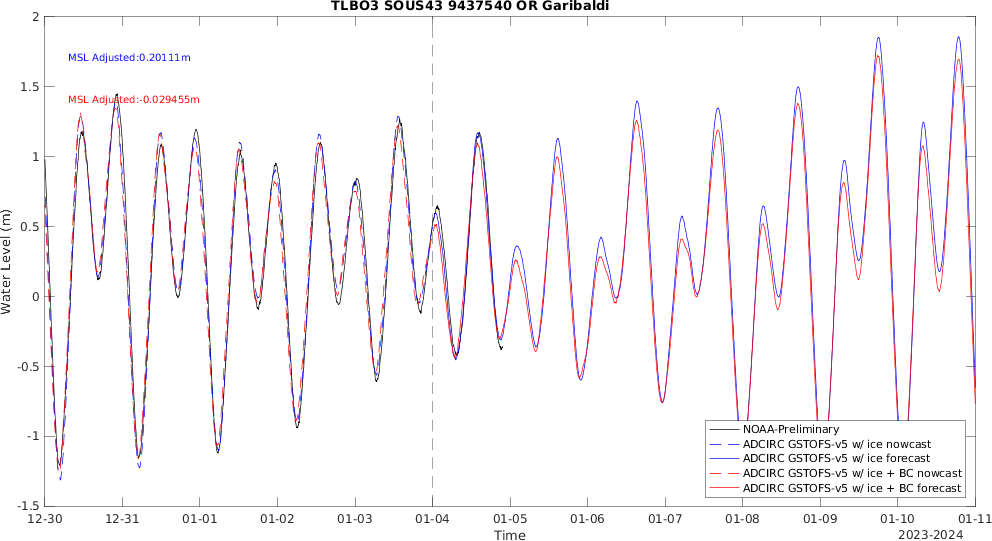 TLBO3 SOUS43 9437540 OR Garibaldi
2
1.5
1
0.5
0
-0.5
-1
-1.5
Water Level (m)
MSL Adjusted:0.20111m
MSL Adjusted:-0.029455m
NOAA-Preliminary
ADCIRC GSTOFS-v5 w/ ice nowcast
ADCIRC GSTOFS-v5 w/ ice forecast
ADCIRC GSTOFS-v5 w/ ice + BC nowcast
ADCIRC GSTOFS-v5 w/ ice + BC forecast
12-30 12-31 01-01 01-02 01-03 01-04 01-05 01-06 01-07 01-08 01-09 01-10 01-11
Time
2023-2024